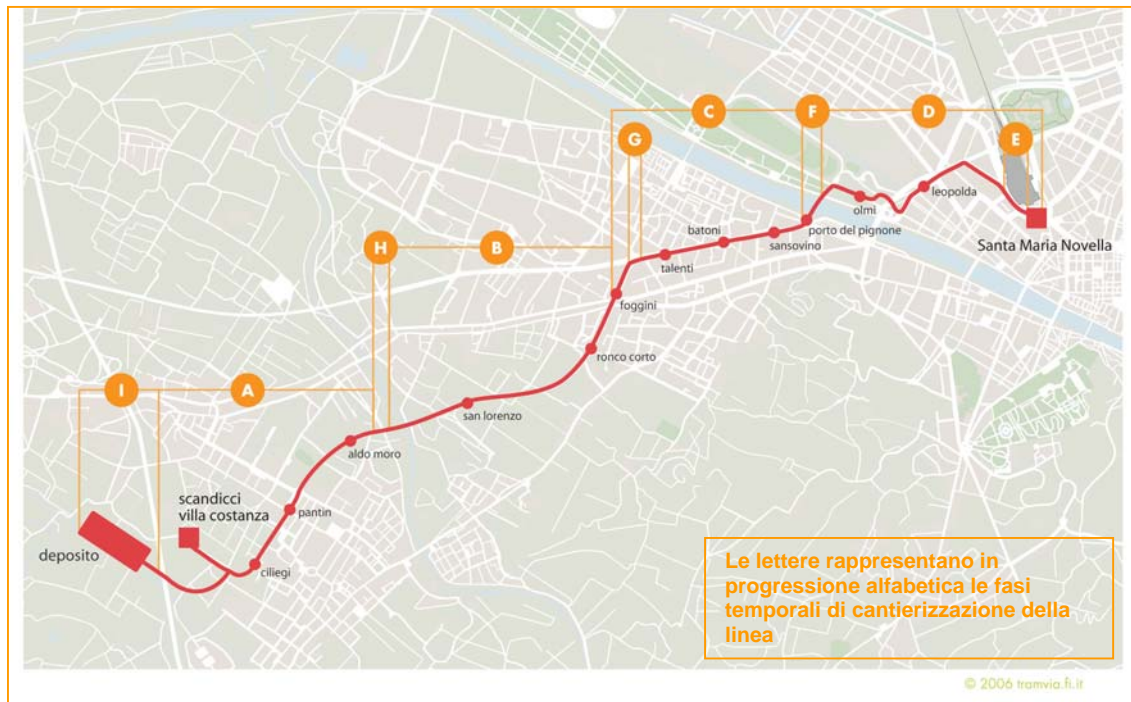 C
F
D
G
E
leopolda
olmi
batoni
sansovino
porto del pignone
Santa Maria Novella
H
B
talenti
foggini
ronco corto
I
A
san lorenzo
aldo moro
scandicci
villa costanza
pantin
deposito
ciliegi
Le lettere rappresentano in
progressione alfabetica le fasi
temporali di cantierizzazione della
linea
© 2006 tramvia.fi.it